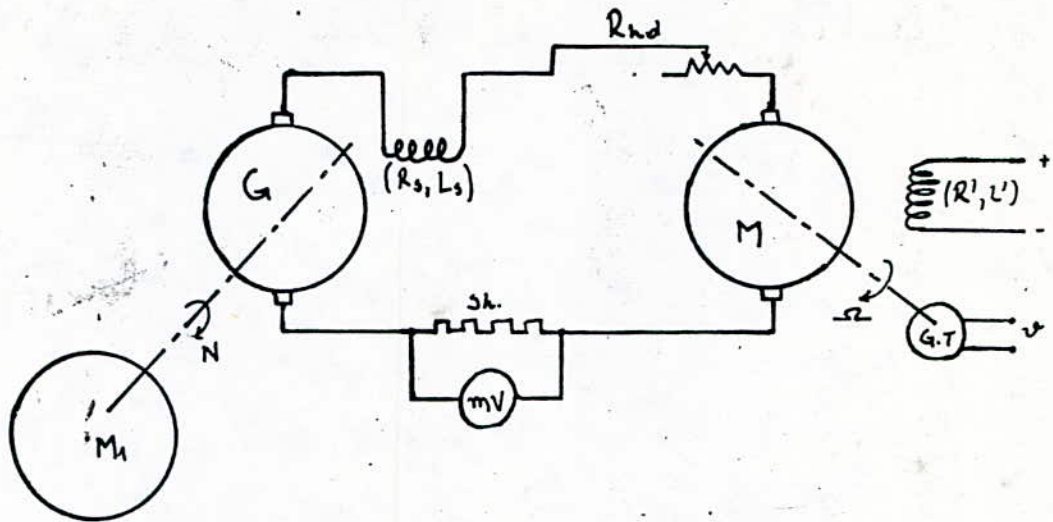 Rhd
G
(Rs, Ls)
M
(R', L')
+
-
Sh.
N
Ω
G.T
v
mV
M1